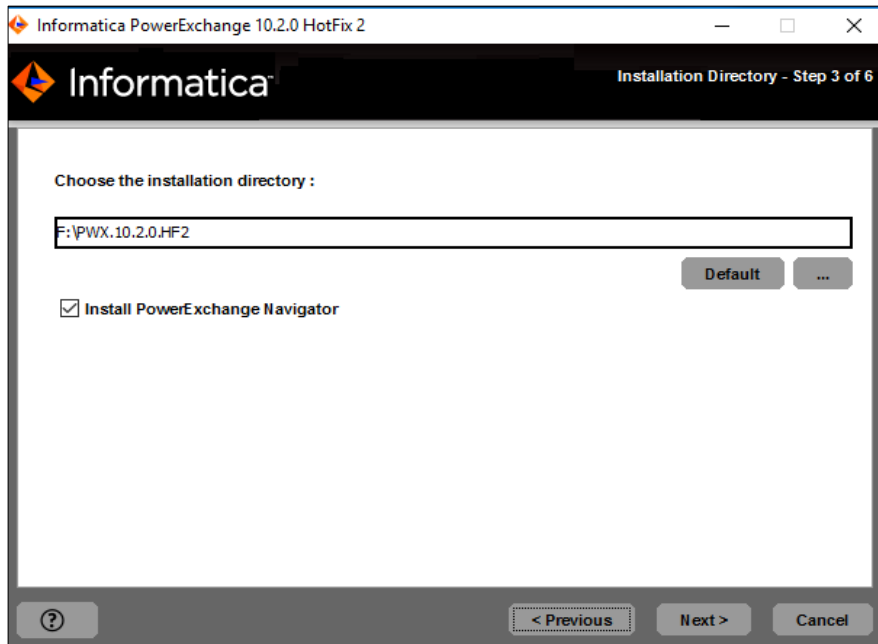 Informatica PowerExchange 10.2.0 HotFix 2
Informatica
Installation Directory - Step 3 of 6
Choose the installation directory :
F:\PWX.10.2.0.HF2
Default
...
Install PowerExchange Navigator
?
< Previous
Next >
Cancel